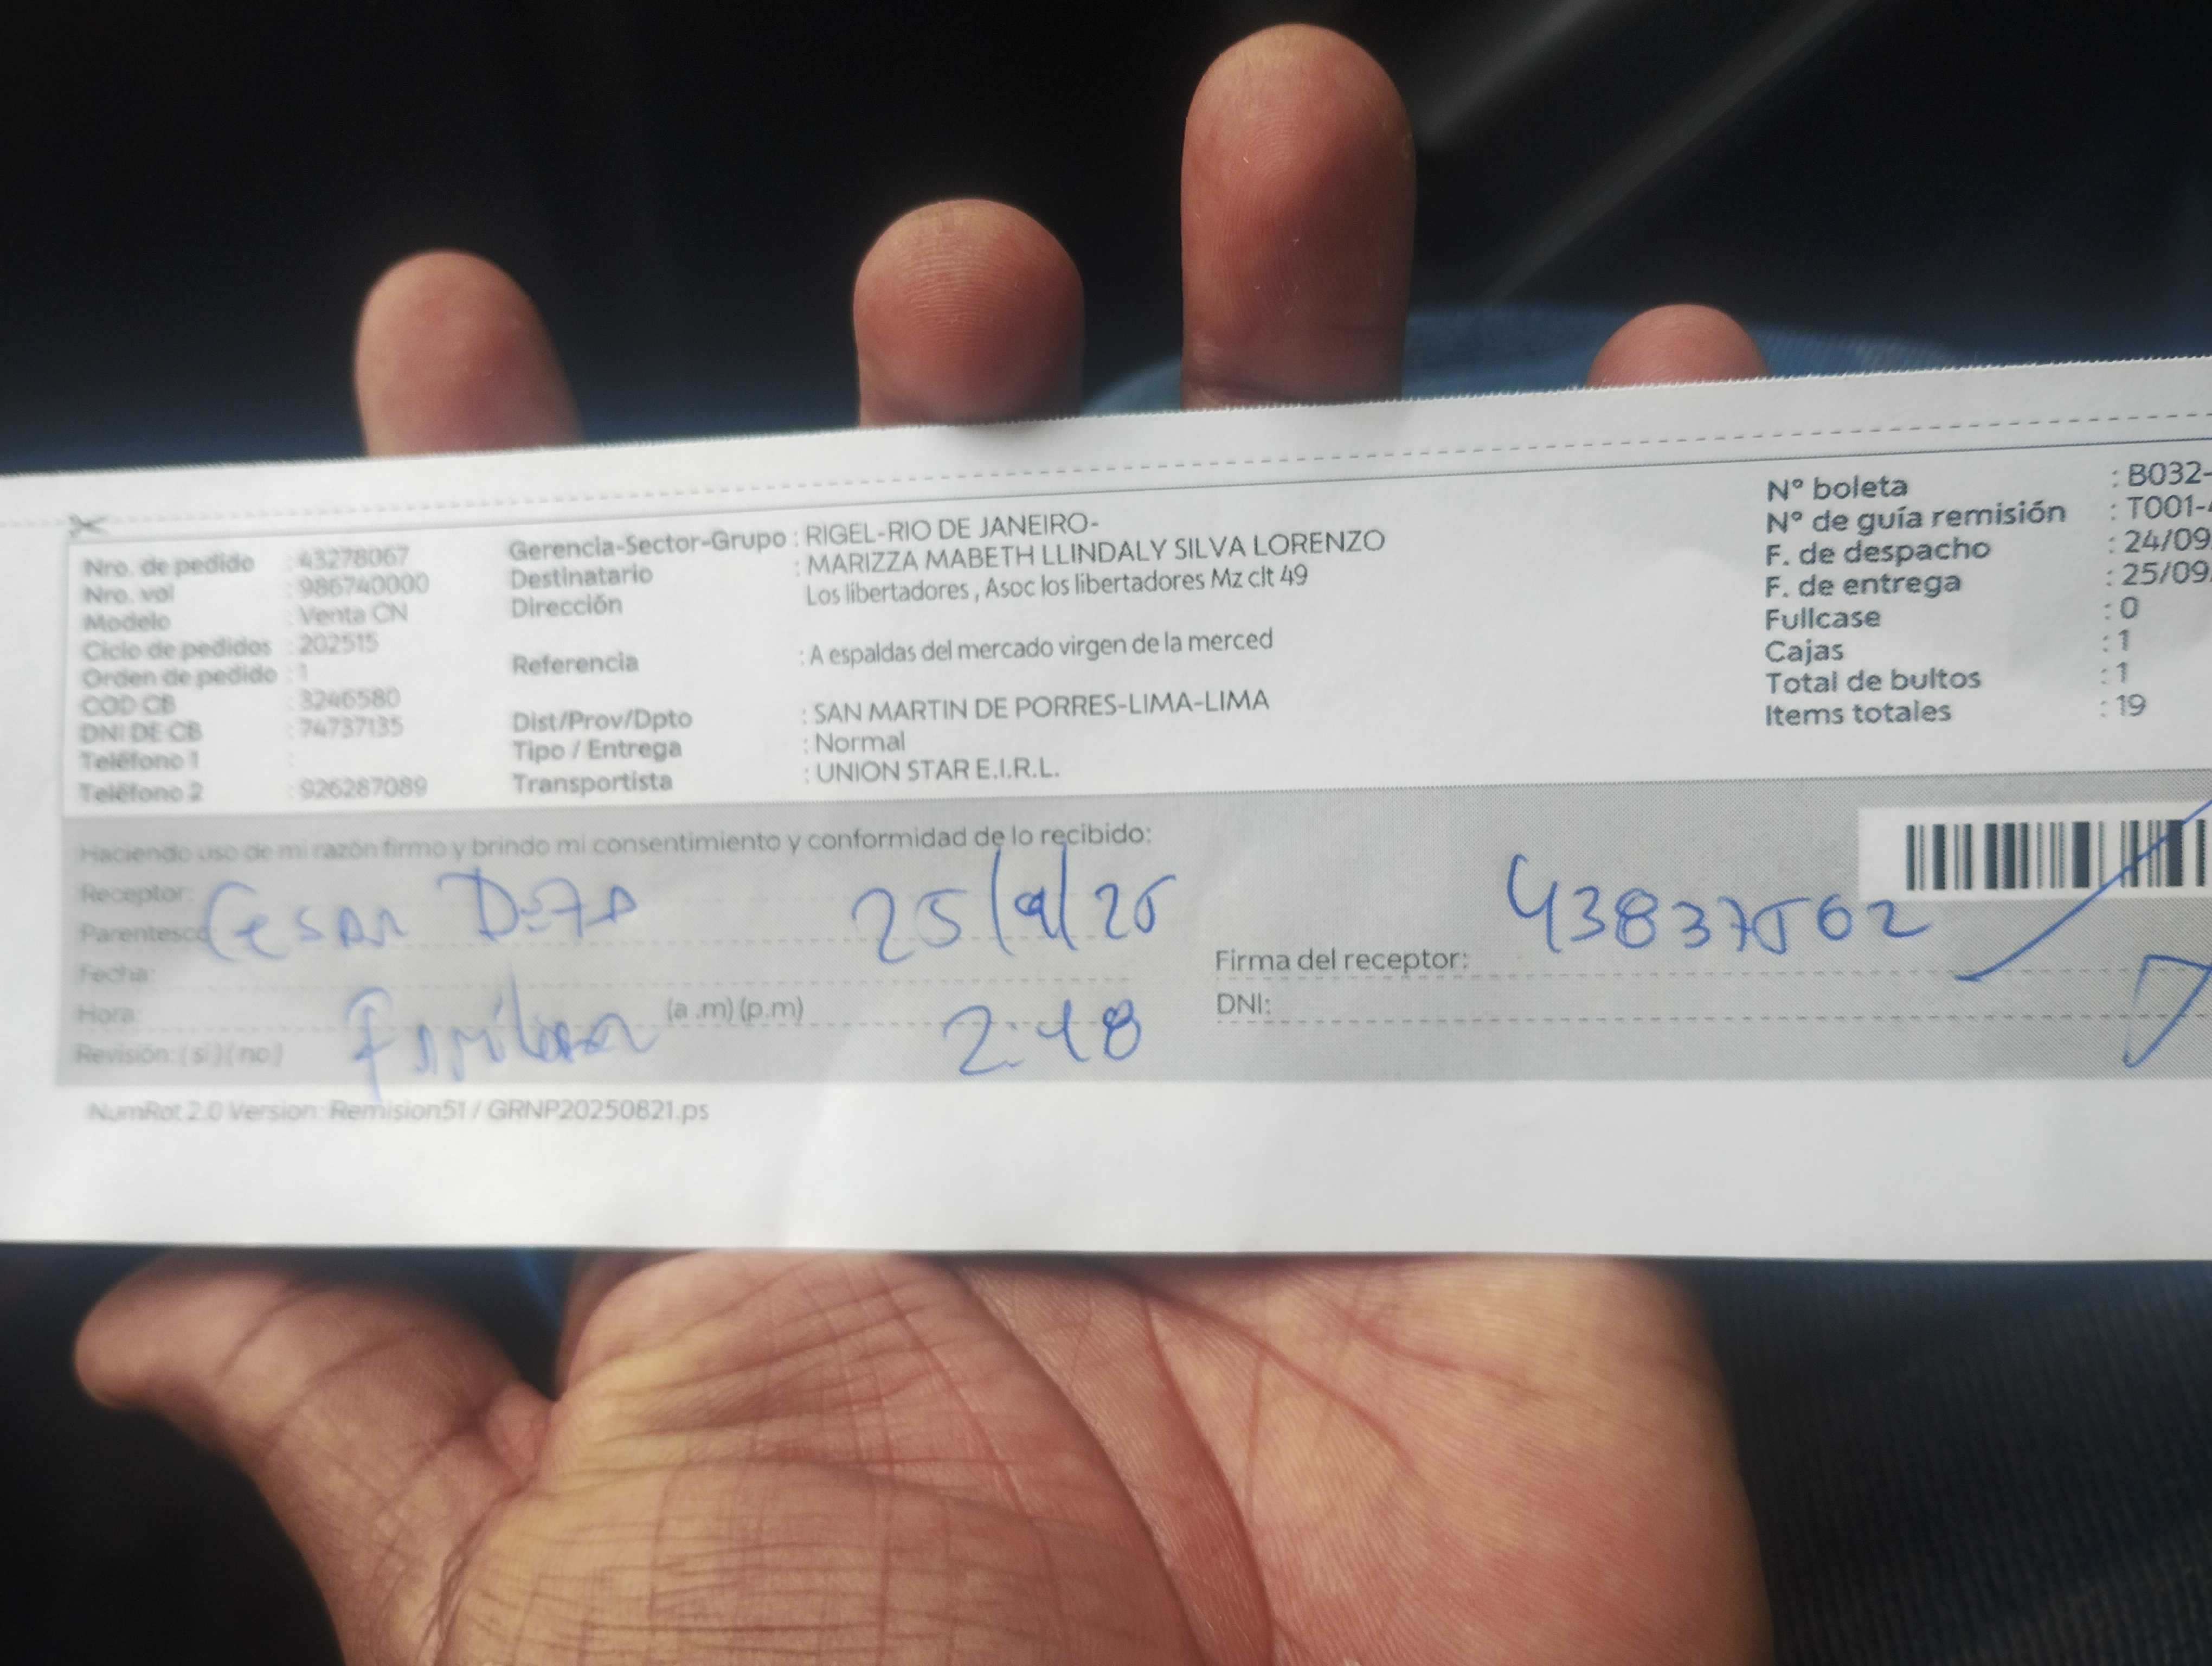 Nro. de pedido : 43278067
Nro. vol : 986740000
Modelo : Venta CN
Ciclo de pedidos : 202515
Orden de pedido : 1
COD CB : 3246580
DNI DE CB : 74737135
Teléfono 1 :
Teléfono 2 : 926287089
Gerencia-Sector-Grupo : RIGEL-RIO DE JANEIRO-
Destinatario : MARIZZA MABETH LLINDALY SILVA LORENZO
Dirección Los libertadores , Asoc los libertadores Mz clt 49
Referencia : A espaldas del mercado virgen de la merced
Dist/Prov/Dpto : SAN MARTIN DE PORRES-LIMA-LIMA
Tipo / Entrega : Normal
Transportista : UNION STAR E.I.R.L.
N° boleta : B032-
N° de guía remisión : T001-
F. de despacho : 24/09
F. de entrega : 25/09
Fullcase : 0
Cajas : 1
Total de bultos : 1
Items totales : 19
Haciendo uso de mi razón firmo y brindo mi consentimiento y conformidad de lo recibido:
Receptor: Cesar
Parentesco
Fecha: 25/9/25
Hora: (a .m) (p.m) 2:48
Revisión: ( si ) ( no )
Familiar
43837562
Firma del receptor:
DNI:
NumRot 2.0 Version: Remision51 / GRNP20250821.ps